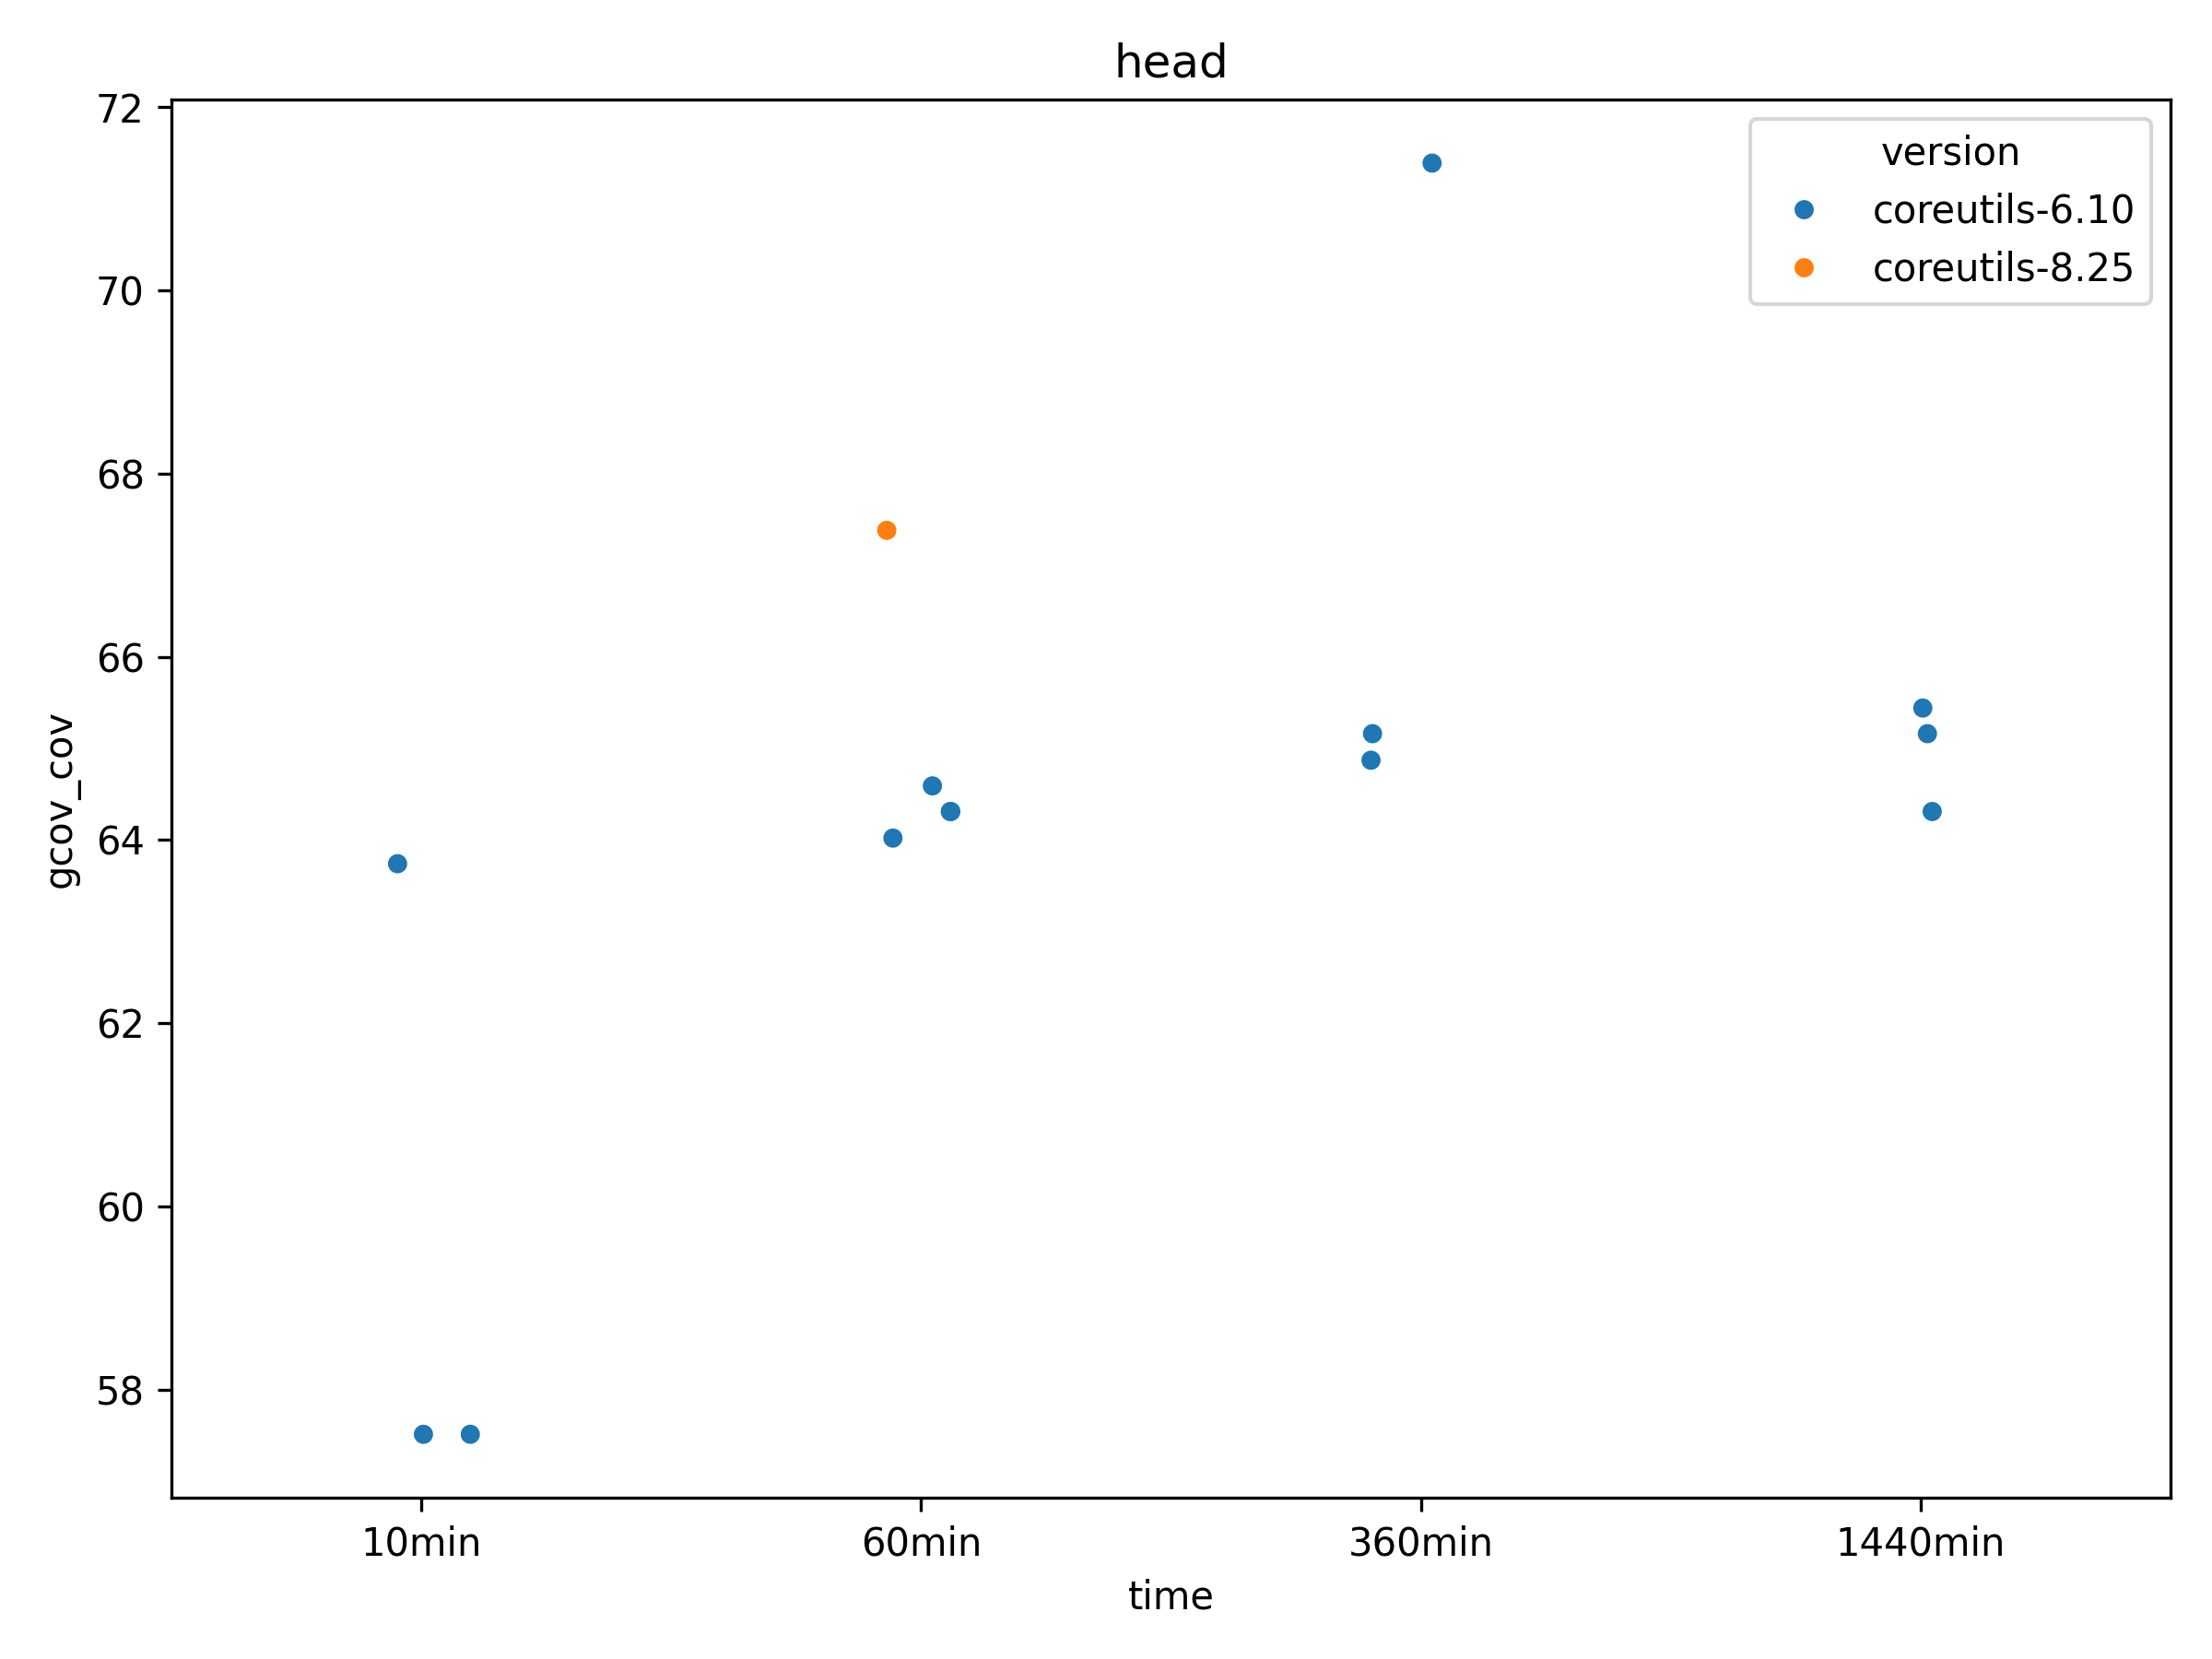 head
version
coreutils-6.10
coreutils-8.25
72
70
68
66
64
62
60
58
gcov_cov
10min
60min
360min
1440min
time